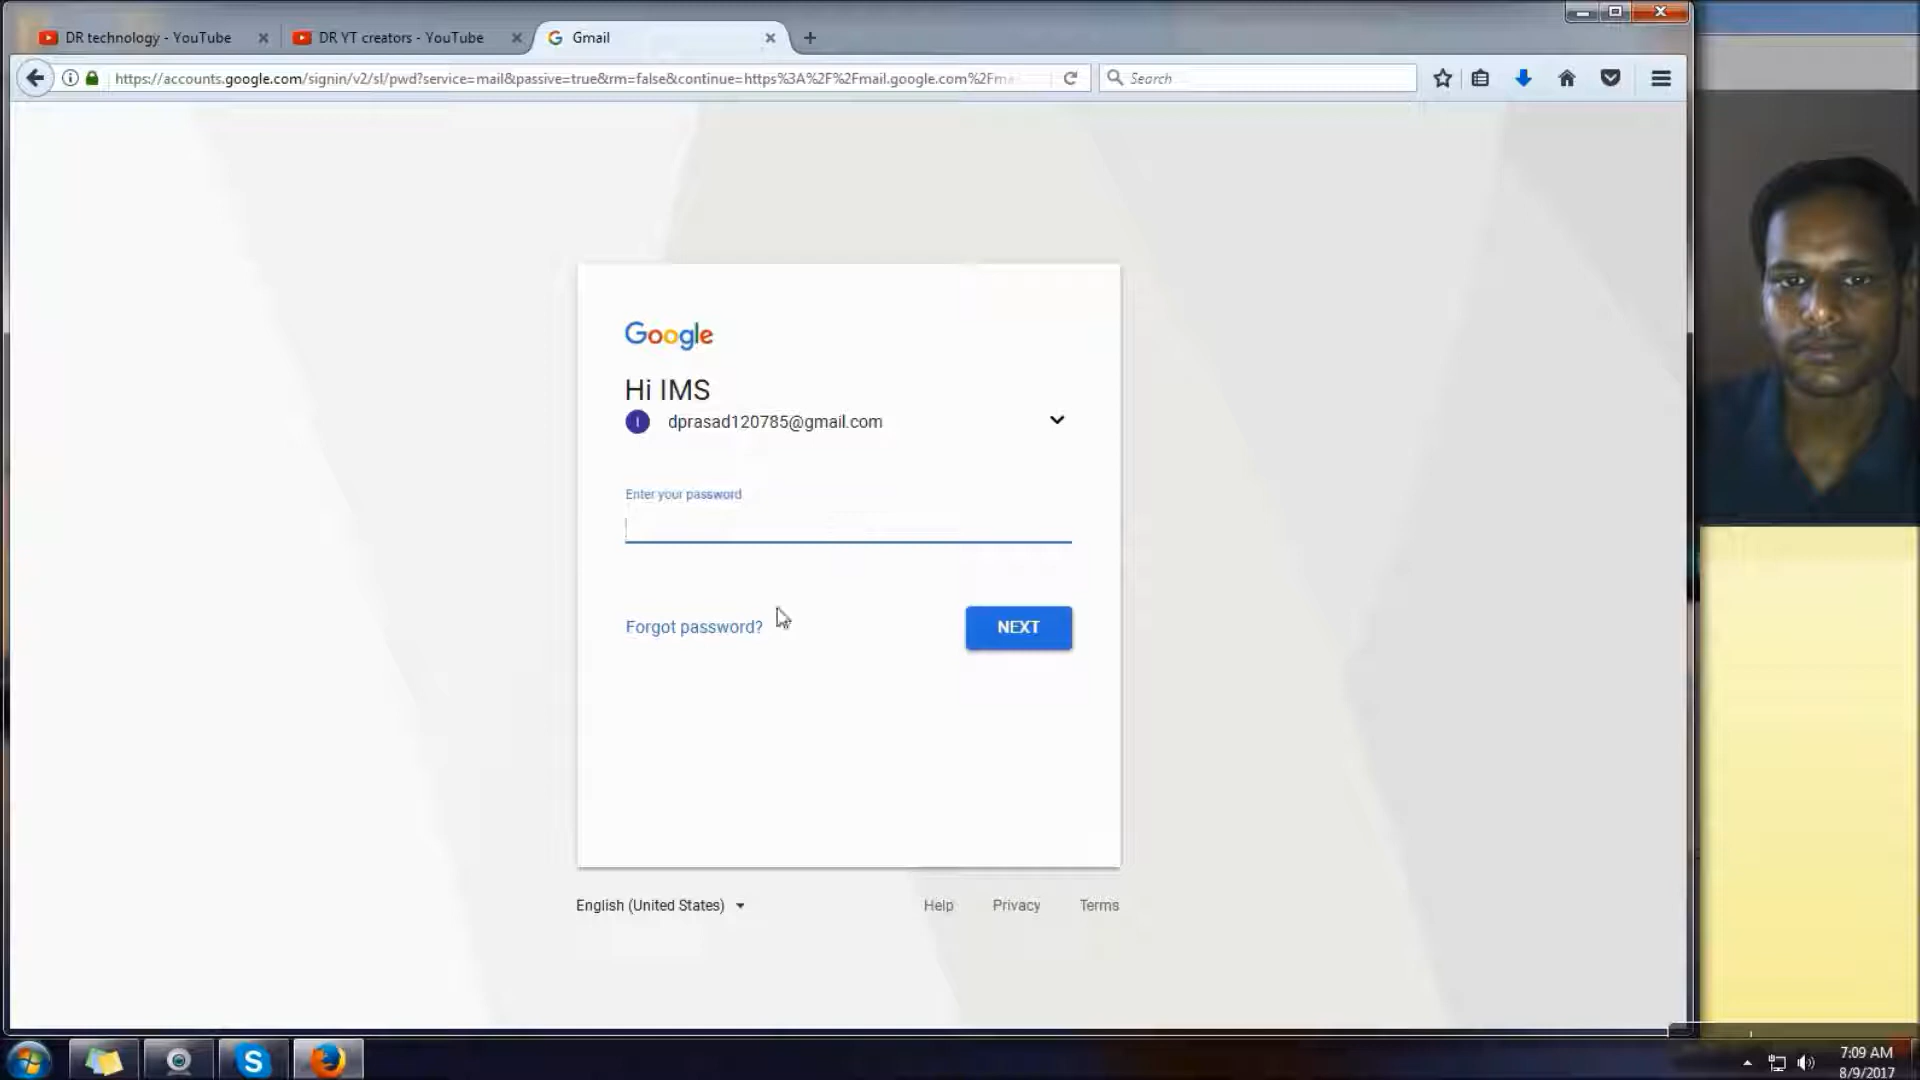 DR technology - YouTube
DR YT creators - YouTube
Gmail
https://accounts.google.com/signin/v2/sl/pwd?service=mail&passive=true&rm=false&continue=https%3A%2F%2Fmail.google.com%2Fma
Search
Google
Hi IMS
I
dprasad120785@gmail.com
Enter your password
Forgot password?
NEXT
English (United States)
Help
Privacy
Terms
S
7:09 AM
8/9/2017